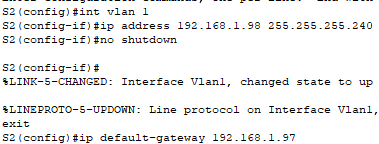 S2(config)#int vlan 1
S2(config-if)#ip address 192.168.1.98 255.255.255.240
S2(config-if)#no shutdown
S2(config-if)#
%LINK-5-CHANGED: Interface Vlan1, changed state to up
%LINEPROTO-5-UPDOWN: Line protocol on Interface Vlan1,
exit
S2(config)#ip default-gateway 192.168.1.97